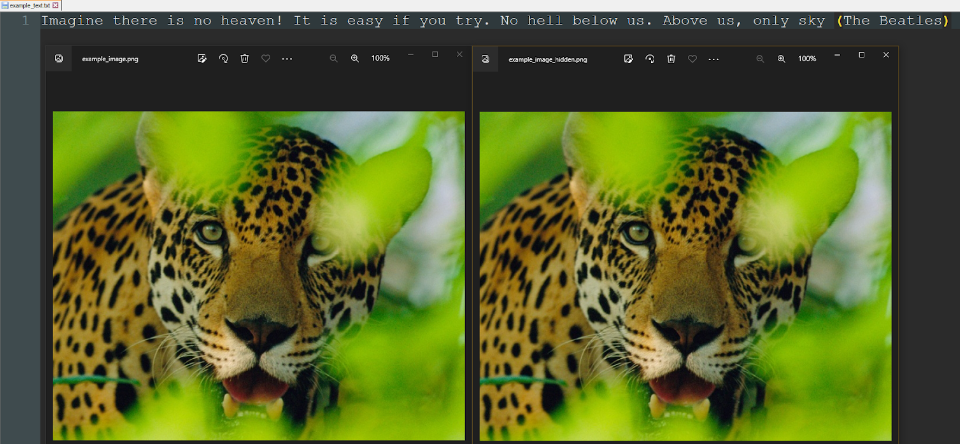 example_text.txt
1 Imagine there is no heaven! It is easy if you try. No hell below us. Above us, only sky (The Beatles)
example_image.png 100%
example_image_hidden.png 100%